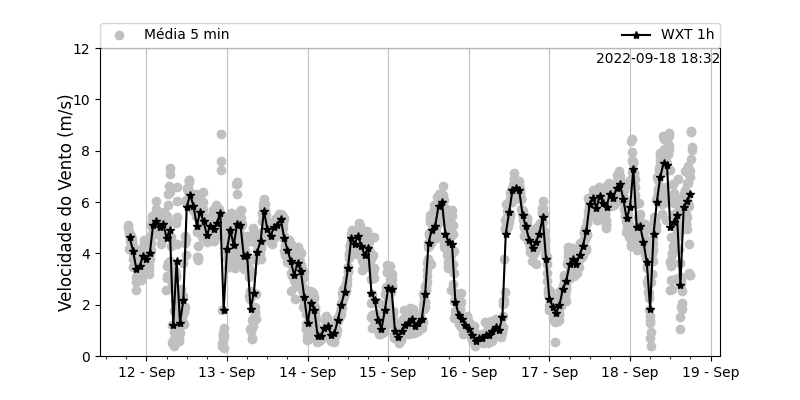 Média 5 min
WXT 1h
2022-09-18 18:32
Velocidade do Vento (m/s)
12
10
8
6
4
2
0
12 - Sep
13 - Sep
14 - Sep
15 - Sep
16 - Sep
17 - Sep
18 - Sep
19 - Sep